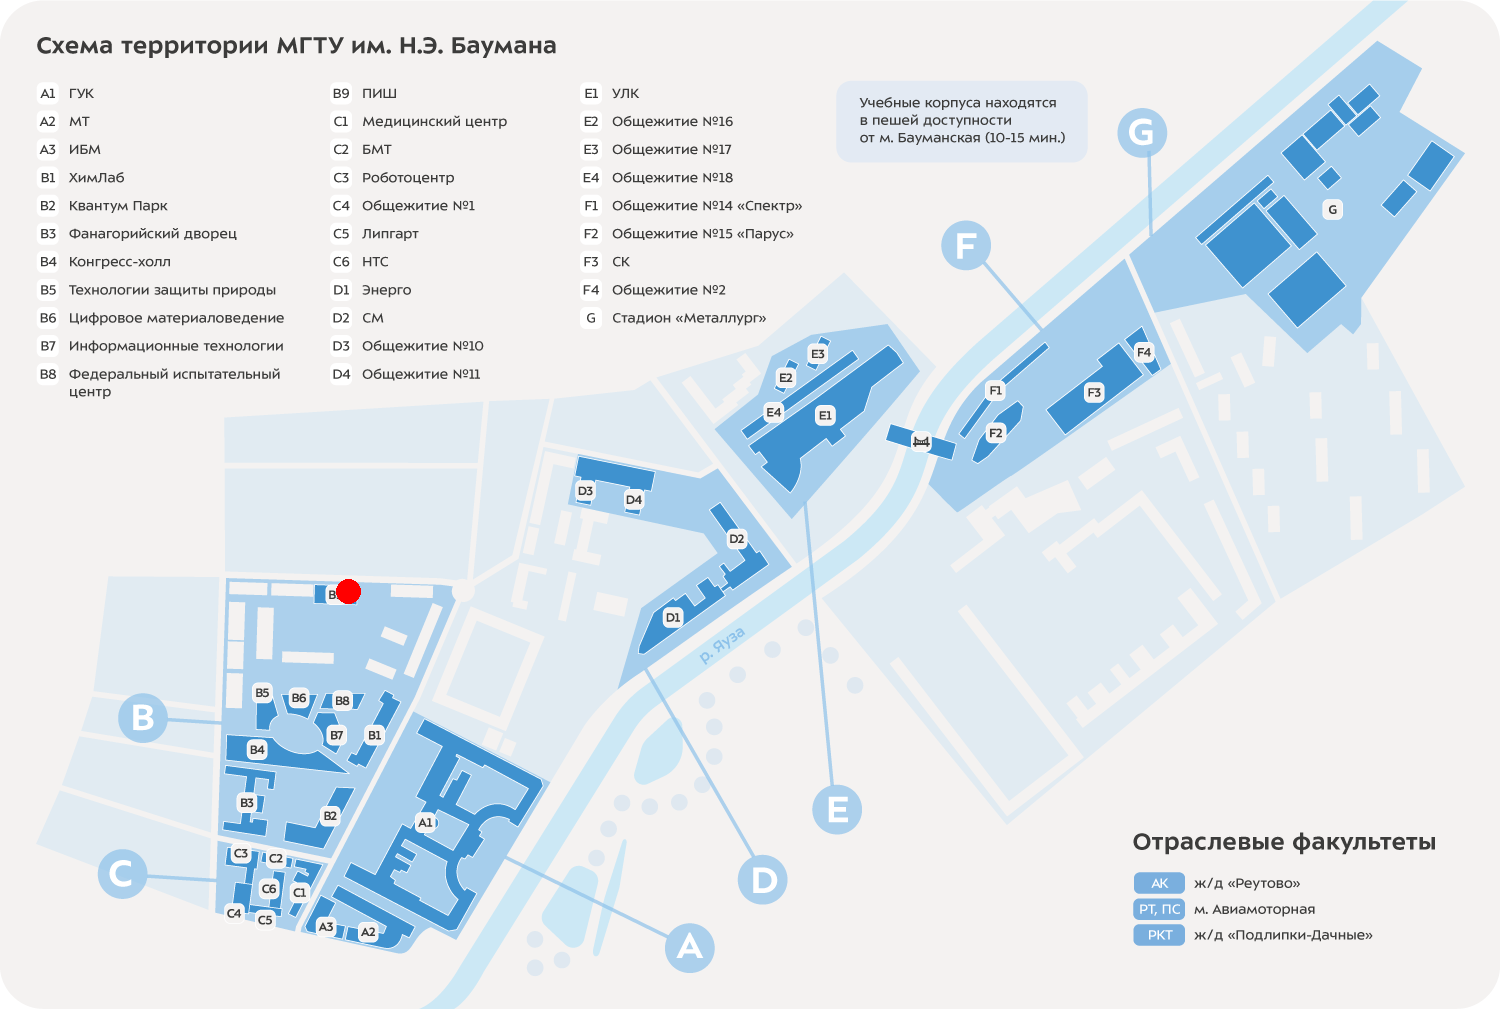 Схема территории МГТУ им. Н.Э. Баумана
A1 ГУК
A2 МТ
A3 ИБМ
B1 ХимЛаб
B2 Квантум Парк
B3 Фанагорийский дворец
B4 Конгресс-холл
B5 Технологии защиты природы
B6 Цифровое материаловедение
B7 Информационные технологии
B8 Федеральный испытательный
центр
B9 ПИШ
C1 Медицинский центр
C2 БМТ
C3 Роботоцентр
C4 Общежитие №1
C5 Липгарт
C6 НТС
D1 Энерго
D2 СМ
D3 Общежитие №10
D4 Общежитие №11
E1 УЛК
E2 Общежитие №16
E3 Общежитие №17
E4 Общежитие №18
F1 Общежитие №14 «Спектр»
F2 Общежитие №15 «Парус»
F3 СК
F4 Общежитие №2
G Стадион «Металлург»
Учебные корпуса находятся
в пешей доступности
от м. Бауманская (10-15 мин.)
G
F
G
E3
E2
E4
E1
F1
F2
F3
F4
D3
D4
D2
D1
р. Яуза
B
B5
B6
B8
B7
B1
B4
B3
B2
B
C3
C2
C6
C1
C4
C5
C
A1
A3
A2
E
D
A
Отраслевые факультеты
АК ж/д «Реутово»
РТ, ПС м. Авиамоторная
РКТ ж/д «Подлипки-Дачные»